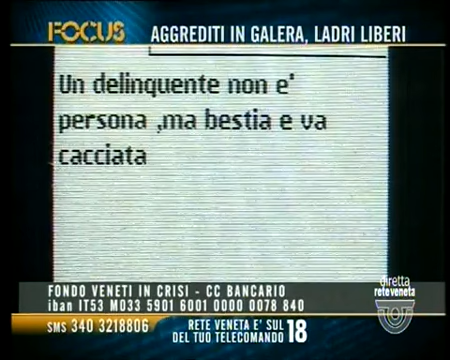 FOCUS AGGREDITI IN GALERA, LADRI LIBERI
Un delinquente non e'
persona ,ma bestia e va
cacciata
diretta
reteveneta
FONDO VENETI IN CRISI - CC BANCARIO
iban IT53 M033 5901 6001 0000 0078 840
SMS 340 3218806
RETE VENETA E' SUL
DEL TUO TELECOMANDO 18